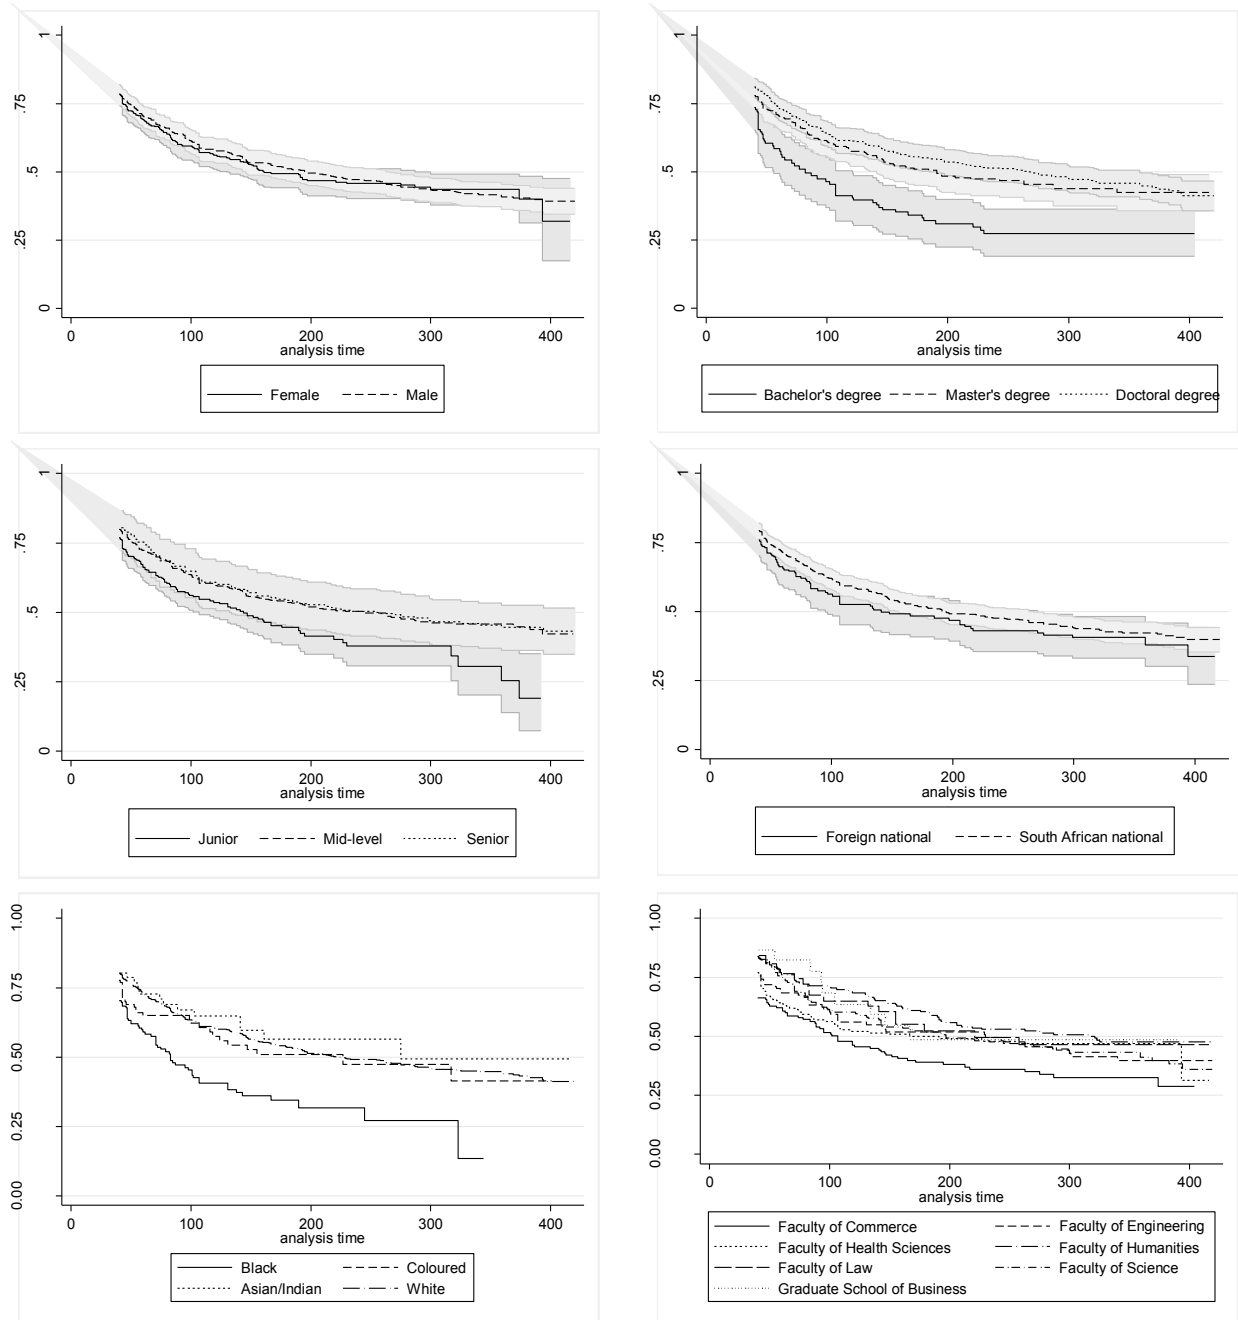 1
.75
.5
.25
0
0 100 200 300 400
analysis time
Female Male
1
.75
.5
.25
0
0 100 200 300 400
analysis time
Bachelor's degree Master's degree Doctoral degree
1
.75
.5
.25
0
0 100 200 300 400
analysis time
Junior Mid-level Senior
1
.75
.5
.25
0
0 100 200 300 400
analysis time
Foreign national South African national
1.00
0.75
0.50
0.25
0.00
0 100 200 300 400
analysis time
Black Coloured
Asian/Indian White
1.00
0.75
0.50
0.25
0.00
0 100 200 300 400
analysis time
Faculty of Commerce Faculty of Engineering
Faculty of Health Sciences Faculty of Humanities
Faculty of Law Faculty of Science
Graduate School of Business